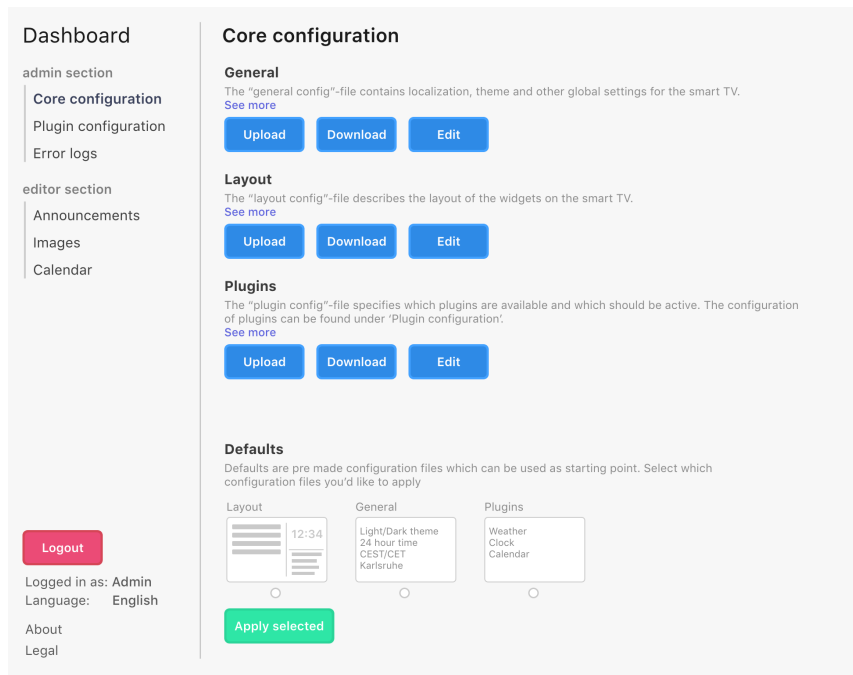 Dashboard
admin section
Core configuration
Plugin configuration
Error logs
editor section
Announcements
Images
Calendar
Logout
Logged in as: Admin
Language: English
About
Legal
Core configuration
General
The “general config”-file contains localization, theme and other global settings for the smart TV.
See more
Upload Download Edit
Layout
The “layout config”-file describes the layout of the widgets on the smart TV.
See more
Upload Download Edit
Plugins
The “plugin config”-file specifies which plugins are available and which should be active. The configuration
of plugins can be found under ‘Plugin configuration’.
See more
Upload Download Edit
Defaults
Defaults are pre made configuration files which can be used as starting point. Select which
configuration files you’d like to apply
Layout
12:34
General
Light/Dark theme
24 hour time
CEST/CET
Karlsruhe
Plugins
Weather
Clock
Calendar
Apply selected